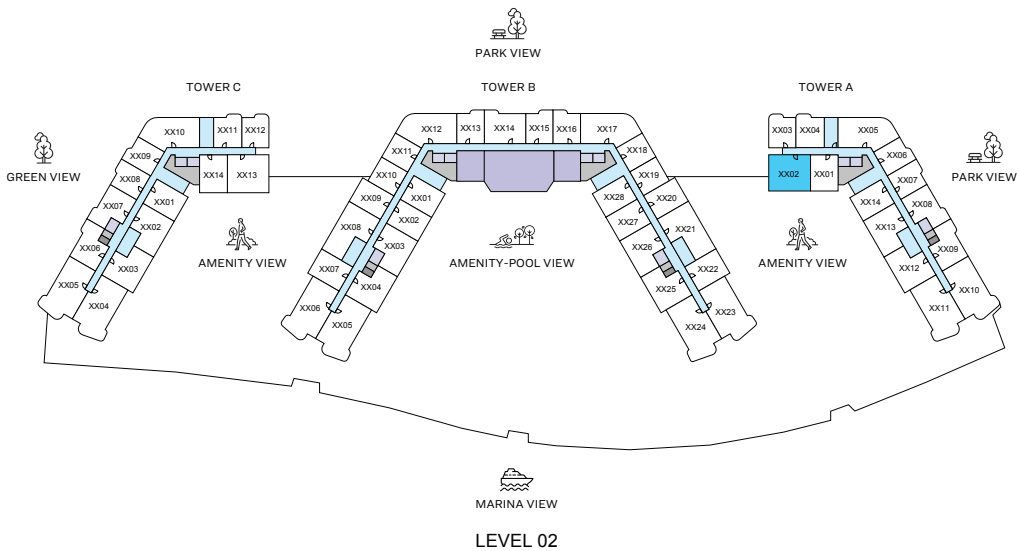 PARK VIEW
TOWER C
TOWER B
TOWER A
GREEN VIEW
PARK VIEW
XX10
XX11
XX12
XX09
XX08
XX07
XX06
XX05
XX04
XX03
XX02
XX01
XX14
XX13
AMENITY VIEW
XX12
XX13
XX14
XX15
XX16
XX17
XX11
XX10
XX09
XX08
XX07
XX06
XX05
XX04
XX03
XX02
XX01
XX18
XX19
XX20
XX21
XX22
XX23
XX24
XX25
XX26
XX27
XX28
AMENITY-POOL VIEW
XX03
XX04
XX05
XX02
XX01
XX06
XX07
XX08
XX09
XX10
XX11
XX12
XX13
XX14
AMENITY VIEW
MARINA VIEW
LEVEL 02